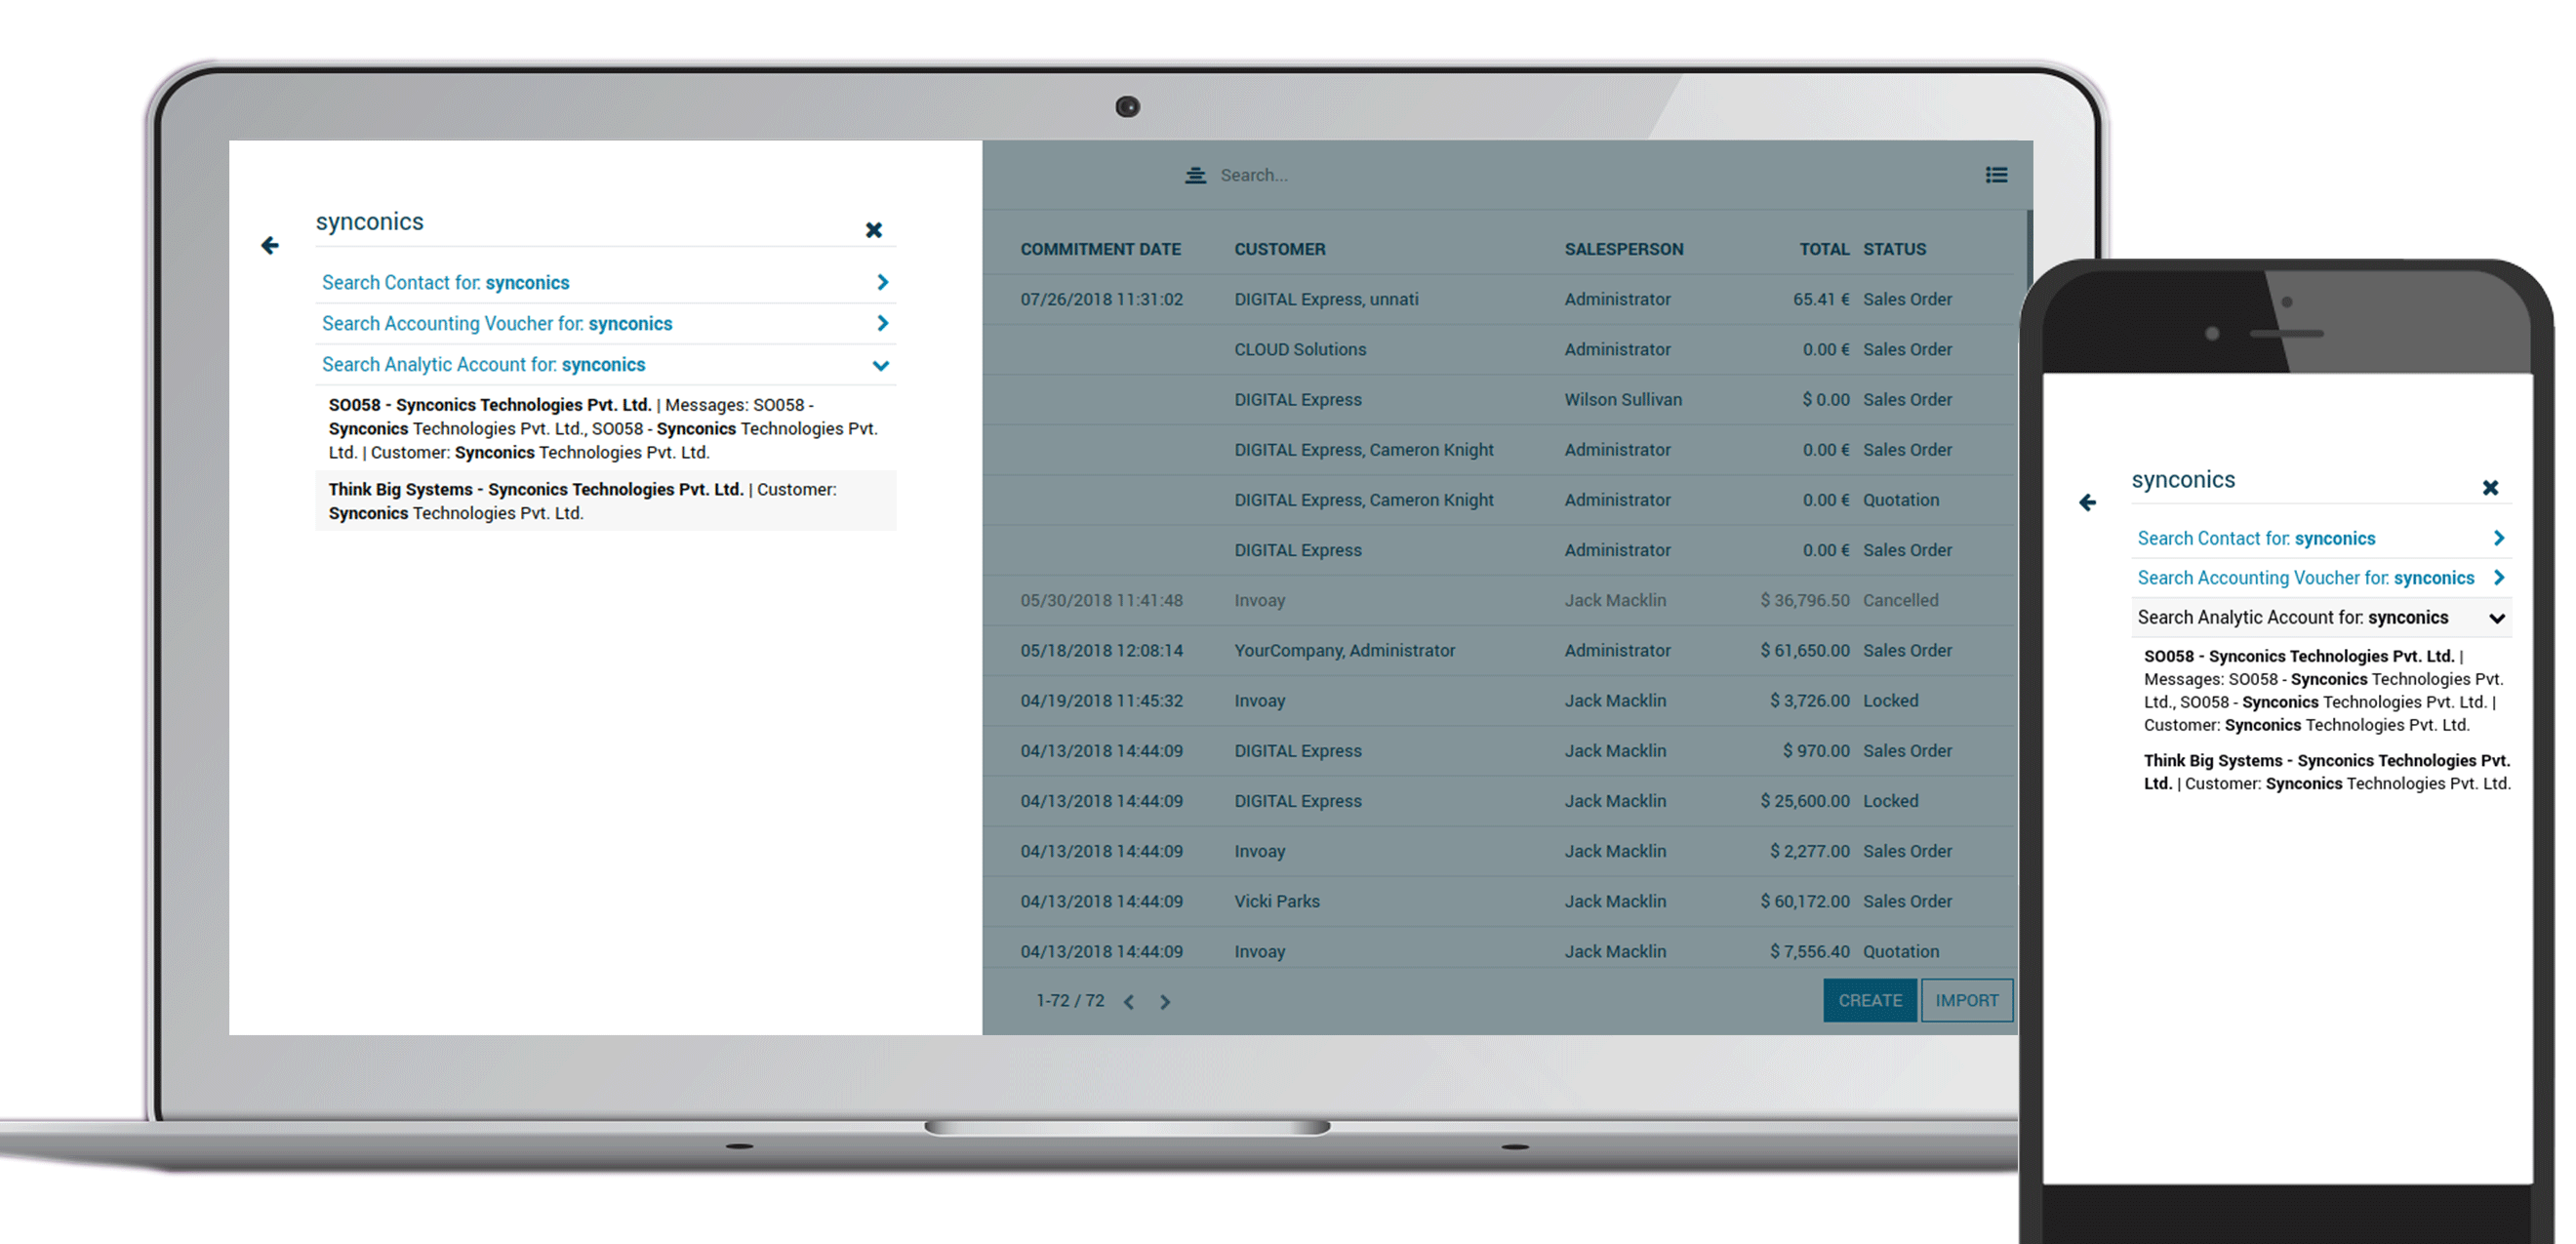 synconics
Search Contact for: synconics
Search Accounting Voucher for: synconics
Search Analytic Account for: synconics
SO058 - Synconics Technologies Pvt. Ltd. | Messages: SO058 -
Synconics Technologies Pvt. Ltd., SO058 - Synconics Technologies Pvt.
Ltd. | Customer: Synconics Technologies Pvt. Ltd.
Think Big Systems - Synconics Technologies Pvt. Ltd. | Customer:
Synconics Technologies Pvt. Ltd.
Search...
COMMITMENT DATE CUSTOMER SALESPERSON TOTAL STATUS
07/26/2018 11:31:02 DIGITAL Express, unnati Administrator 65.41 € Sales Order
CLOUD Solutions Administrator 0.00 € Sales Order
DIGITAL Express Wilson Sullivan $ 0.00 Sales Order
DIGITAL Express, Cameron Knight Administrator 0.00 € Sales Order
DIGITAL Express, Cameron Knight Administrator 0.00 € Quotation
DIGITAL Express Administrator 0.00 € Sales Order
05/30/2018 11:41:48 Invoay Jack Macklin $ 36,796.50 Cancelled
05/18/2018 12:08:14 YourCompany, Administrator Administrator $ 61,650.00 Sales Order
04/19/2018 11:45:32 Invoay Jack Macklin $ 3,726.00 Locked
04/13/2018 14:44:09 DIGITAL Express Jack Macklin $ 970.00 Sales Order
04/13/2018 14:44:09 DIGITAL Express Jack Macklin $ 25,600.00 Locked
04/13/2018 14:44:09 Invoay Jack Macklin $ 2,277.00 Sales Order
04/13/2018 14:44:09 Vicki Parks Jack Macklin $ 60,172.00 Sales Order
04/13/2018 14:44:09 Invoay Jack Macklin $ 7,556.40 Quotation
1-72 / 72 CREATE IMPORT
synconics
Search Contact for: synconics
Search Accounting Voucher for: synconics
Search Analytic Account for: synconics
SO058 - Synconics Technologies Pvt. Ltd. |
Messages: SO058 - Synconics Technologies Pvt.
Ltd., SO058 - Synconics Technologies Pvt. Ltd. |
Customer: Synconics Technologies Pvt. Ltd.
Think Big Systems - Synconics Technologies Pvt.
Ltd. | Customer: Synconics Technologies Pvt. Ltd.